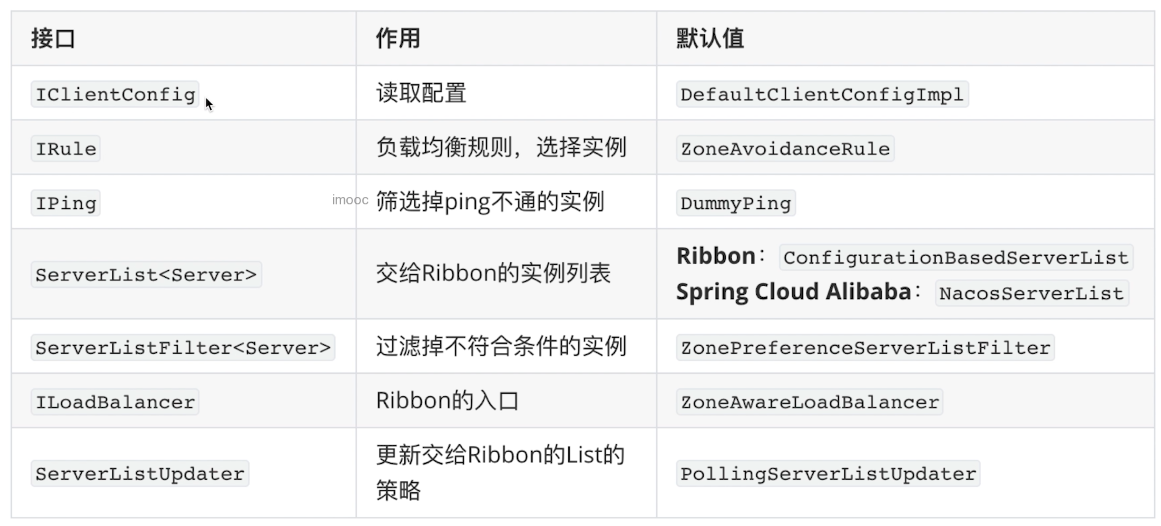 接口 作用 默认值
IClientConfig 读取配置 DefaultClientConfigImpl
IRule 负载均衡规则，选择实例 ZoneAvoidanceRule
IPing 筛选掉ping不通的实例 DummyPing
imooc
ServerList<Server> 交给Ribbon的实例列表 Ribbon：ConfigurationBasedServerList
Spring Cloud Alibaba：NacosServerList
ServerListFilter<Server> 过滤掉不符合条件的实例 ZonePreferenceServerListFilter
ILoadBalancer Ribbon的入口 ZoneAwareLoadBalancer
ServerListUpdater 更新交给Ribbon的List的
策略 PollingServerListUpdater